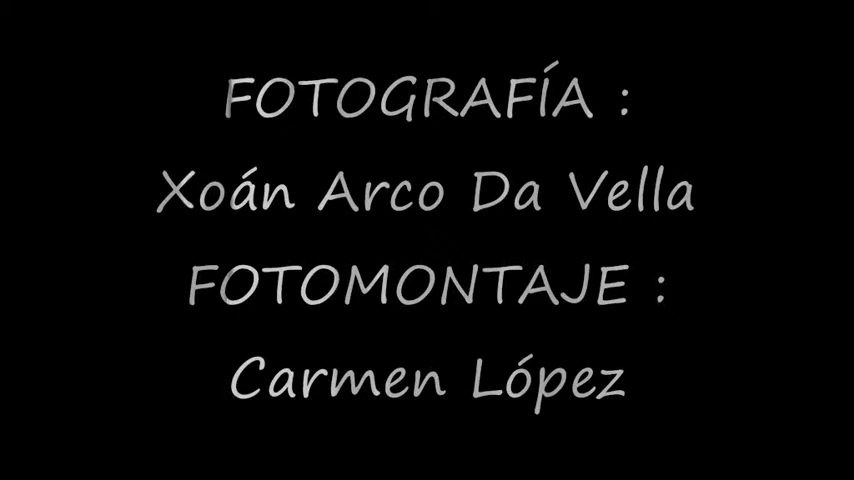 FOTOGRAFÍA :
Xoán Arco Da Vella
FOTOMONTAJE :
Carmen López